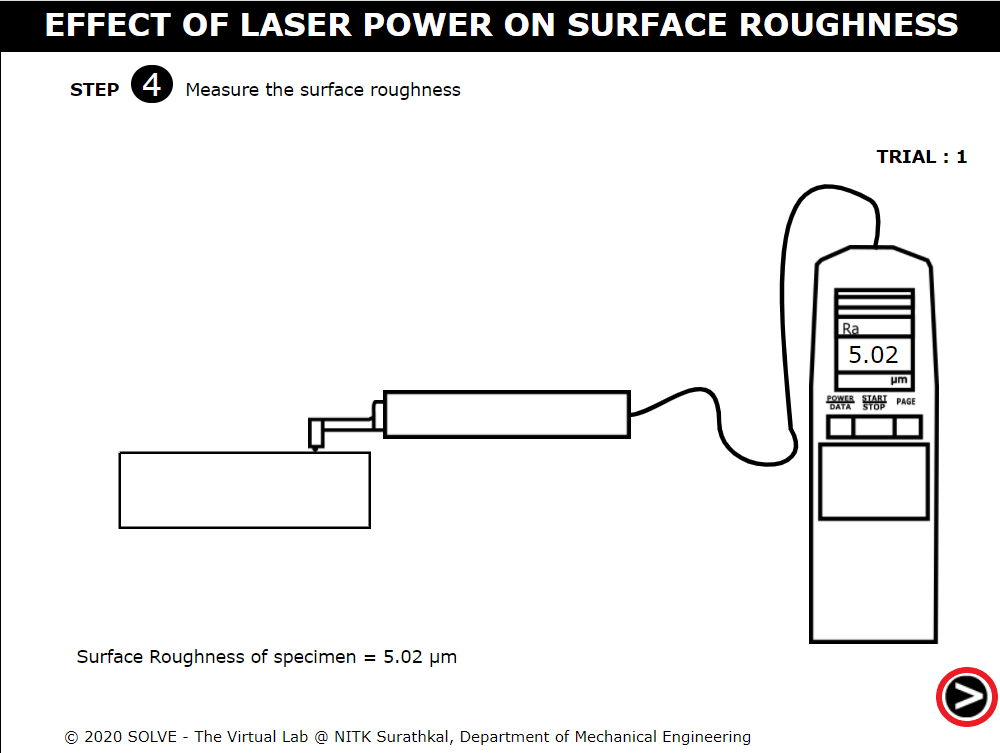 EFFECT OF LASER POWER ON SURFACE ROUGHNESS
STEP 4 Measure the surface roughness
TRIAL : 1
Ra
5.02
µm
POWER DATA START STOP PAGE
Surface Roughness of specimen = 5.02 µm
© 2020 SOLVE - The Virtual Lab @ NITK Surathkal, Department of Mechanical Engineering